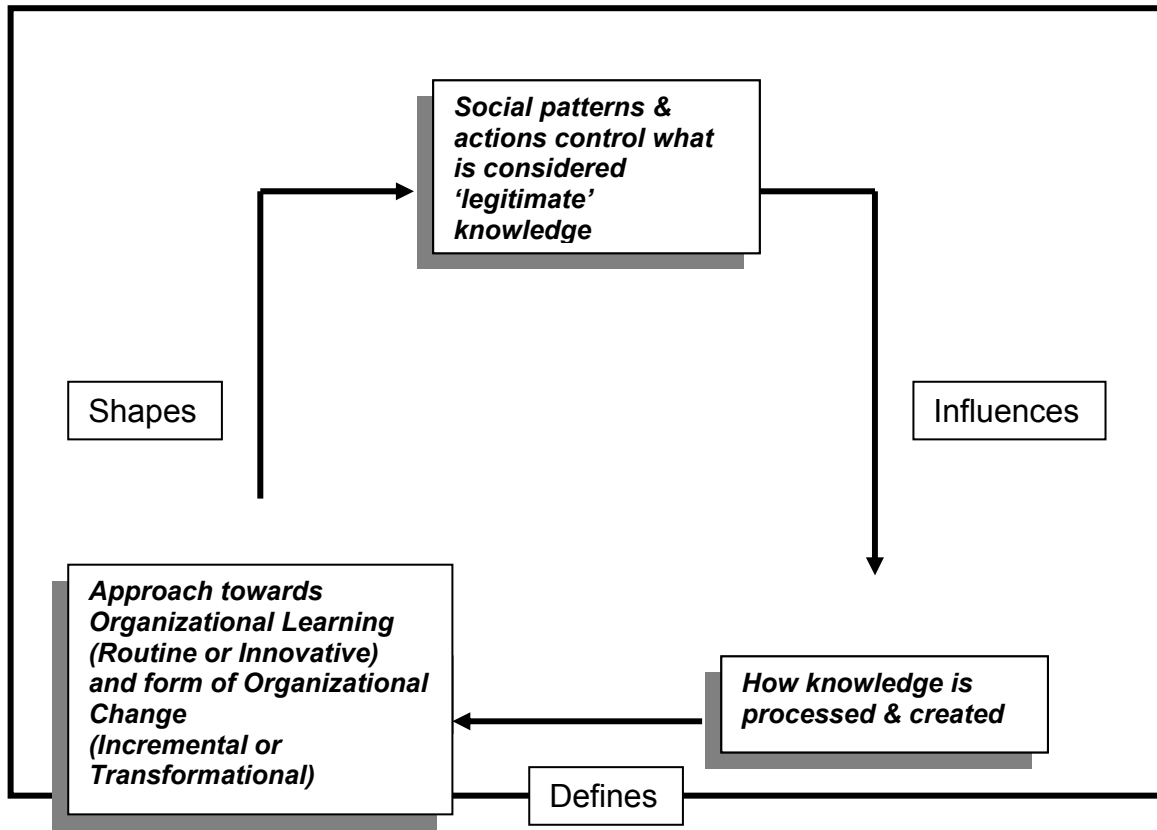 Social patterns &
actions control what
is considered
‘legitimate’
knowledge
Shapes
Influences
Approach towards
Organizational Learning
(Routine or Innovative)
and form of Organizational
Change
(Incremental or
Transformational)
How knowledge is
processed & created
Defines